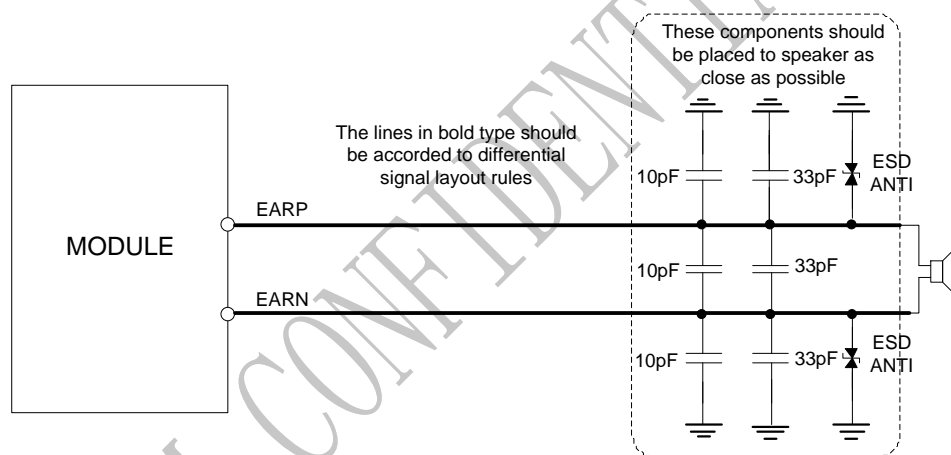 These components should
be placed to speaker as
close as possible
The lines in bold type should
be accorded to differential
signal layout rules
10pF
33pF
ESD
ANTI
EARP
MODULE
10pF
33pF
EARN
10pF
33pF
ESD
ANTI
CONFIDENTIAL